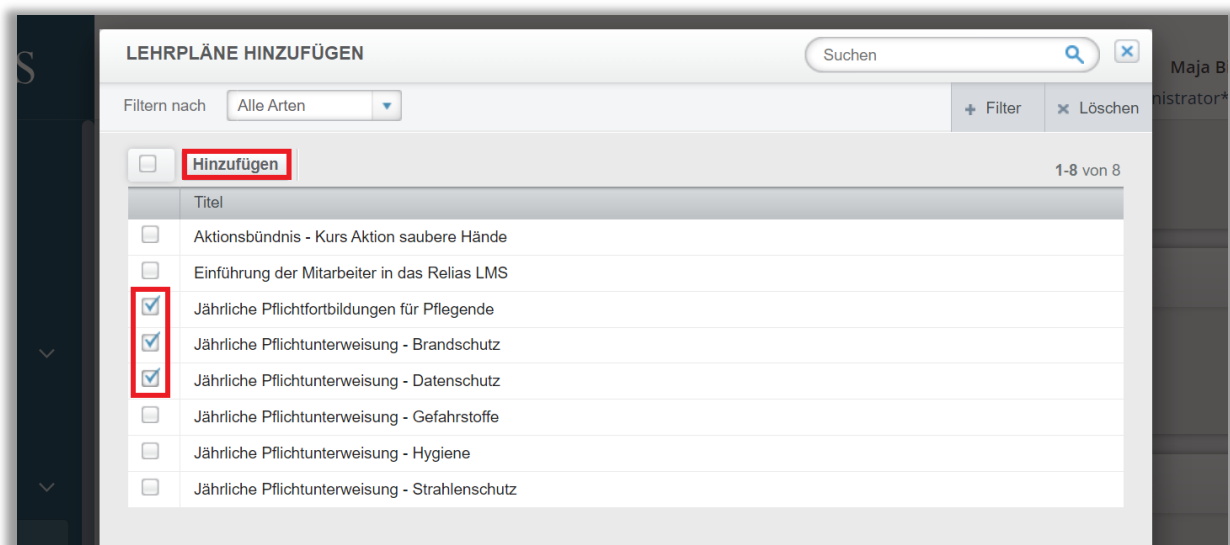 S
LEHRPLÄNE HINZUFÜGEN
Suchen
Maja B
nistrator*
Filtern nach Alle Arten
+ Filter
× Löschen
Hinzufügen
1-8 von 8
Titel
Aktionsbündnis - Kurs Aktion saubere Hände
Einführung der Mitarbeiter in das Relias LMS
Jährliche Pflichtfortbildungen für Pflegende
Jährliche Pflichtunterweisung - Brandschutz
Jährliche Pflichtunterweisung - Datenschutz
Jährliche Pflichtunterweisung - Gefahrstoffe
Jährliche Pflichtunterweisung - Hygiene
Jährliche Pflichtunterweisung - Strahlenschutz